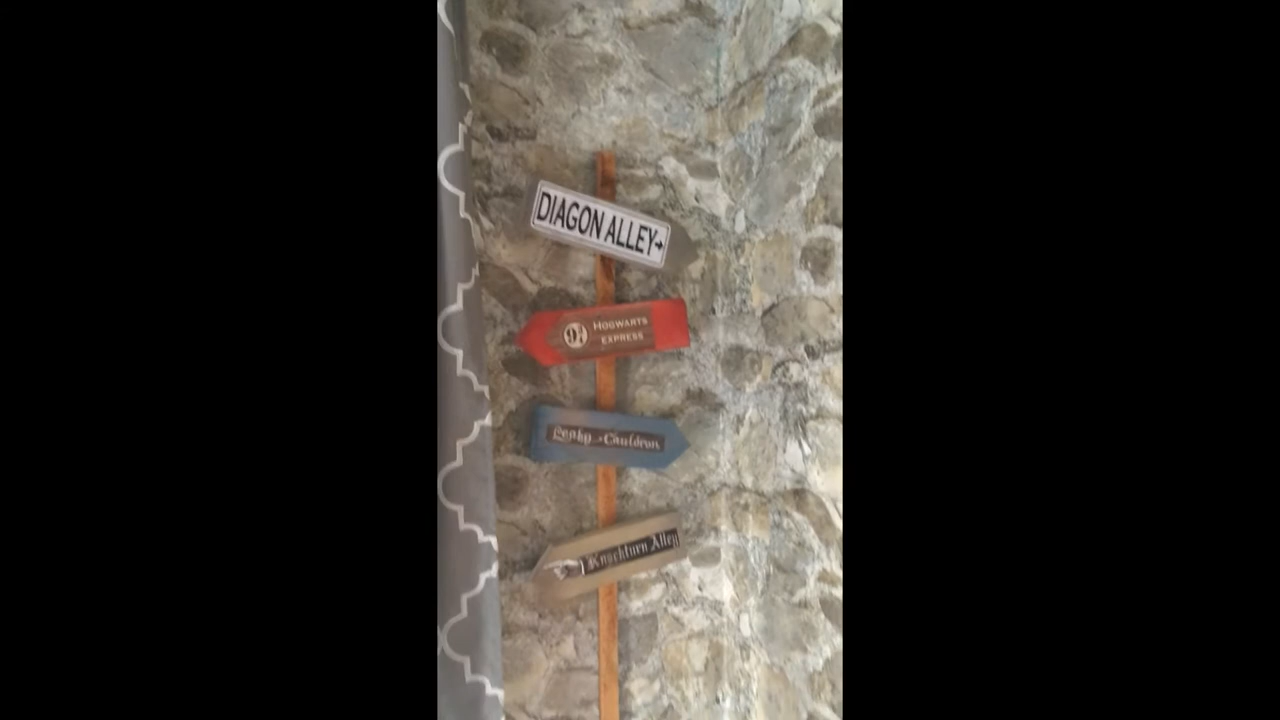 DIAGON ALLEY→
9¾ HOGWARTS
EXPRESS
Leaky Cauldron
Knockturn Alley